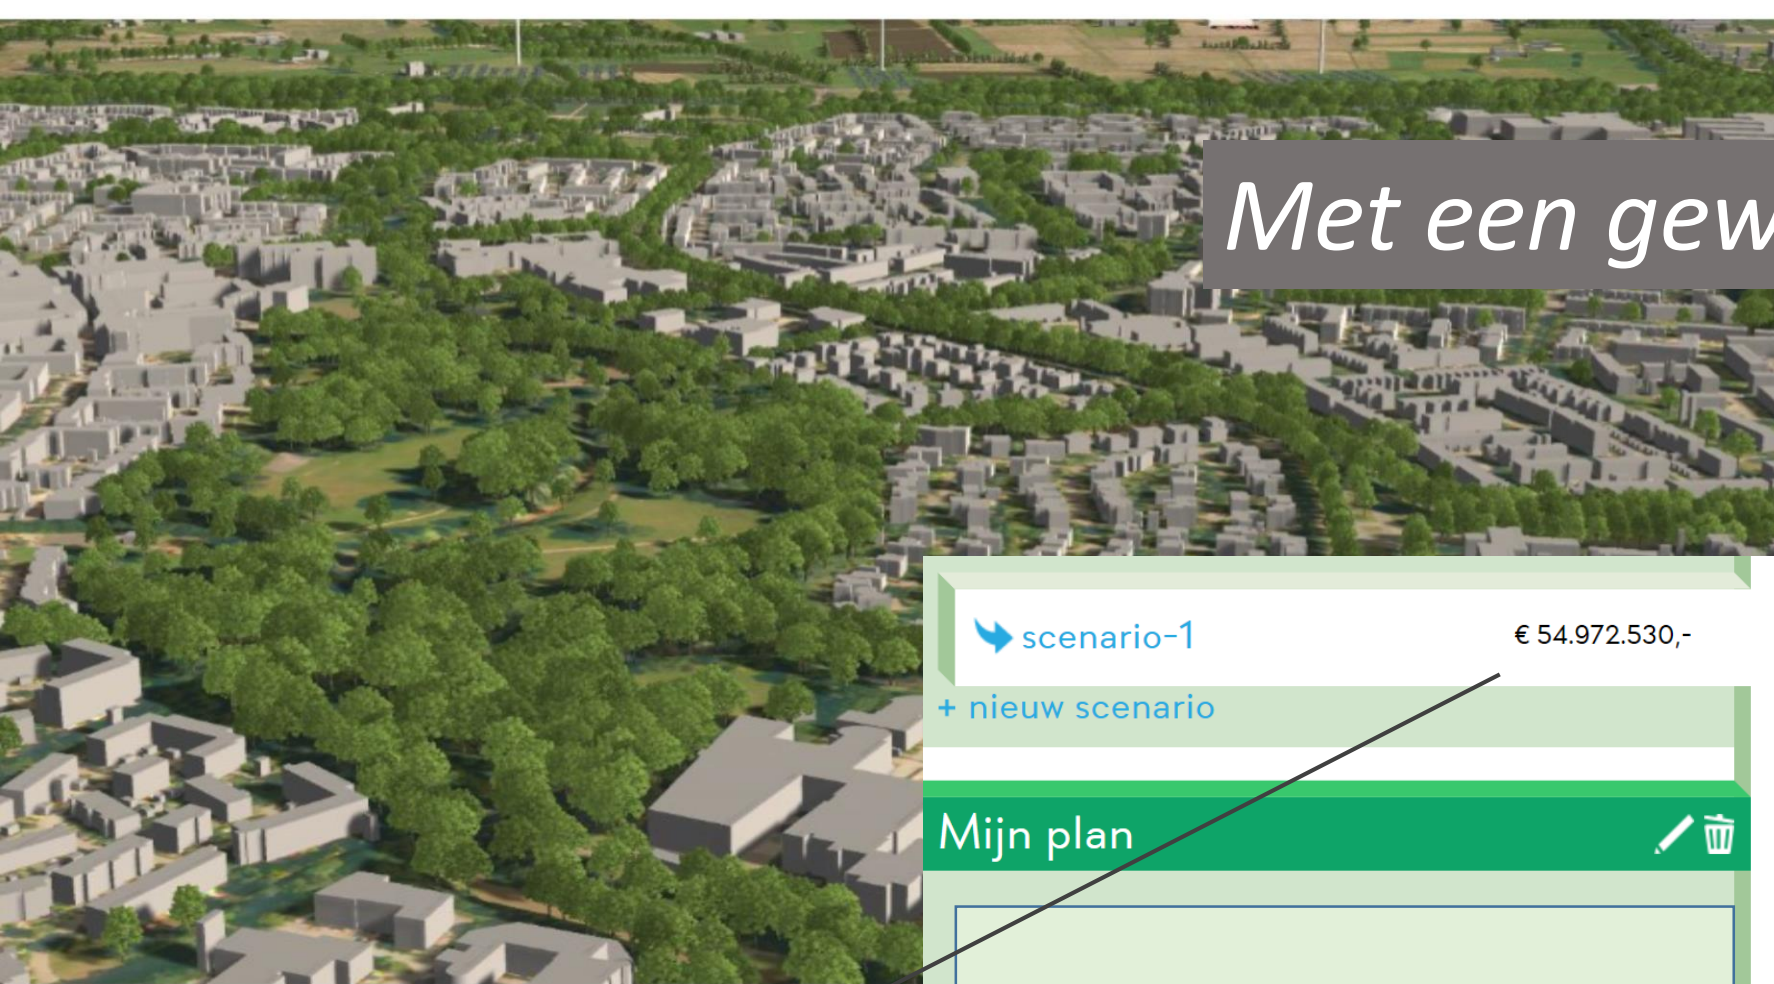 Met een gew
scenario-1 € 54.972.530,-
+ nieuw scenario
Mijn plan